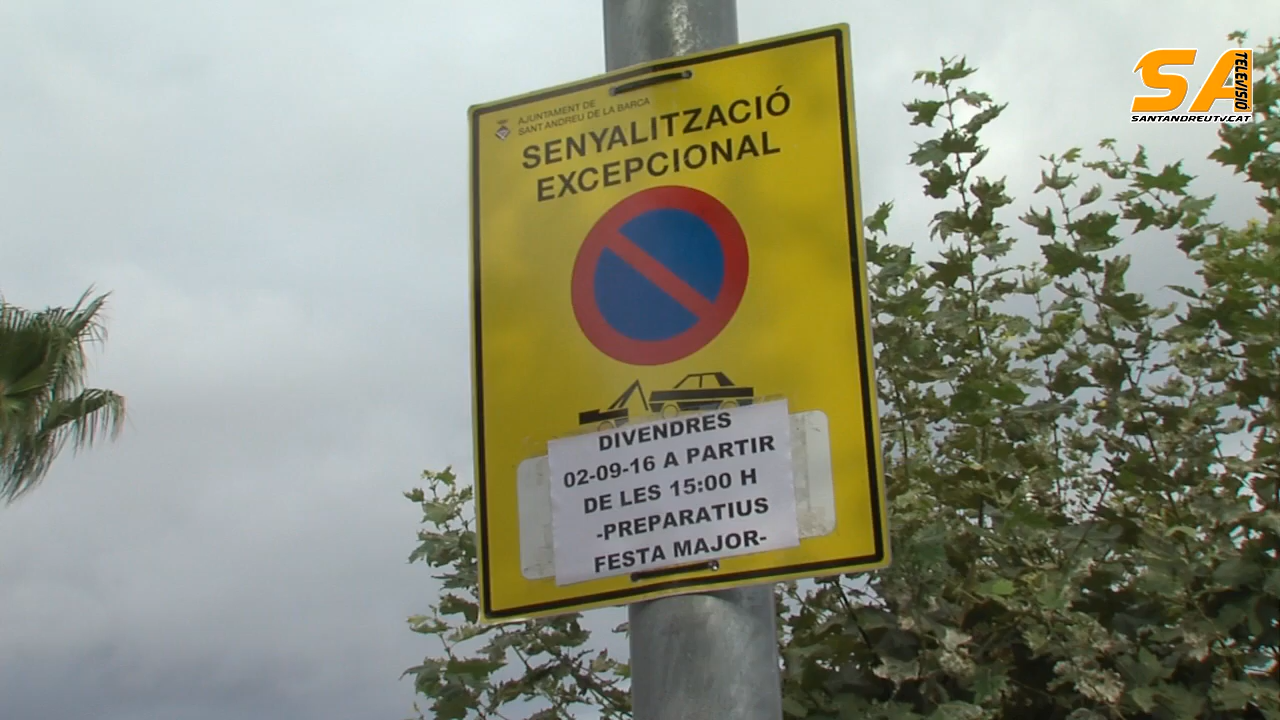 AJUNTAMENT DE
SANT ANDREU DE LA BARCA
SENYALITZACIÓ
EXCEPCIONAL
DIVENDRES
02-09-16 A PARTIR
DE LES 15:00 H
-PREPARATIUS
FESTA MAJOR-
SA TELEVISIÓ
SANTANDREUTV.CAT